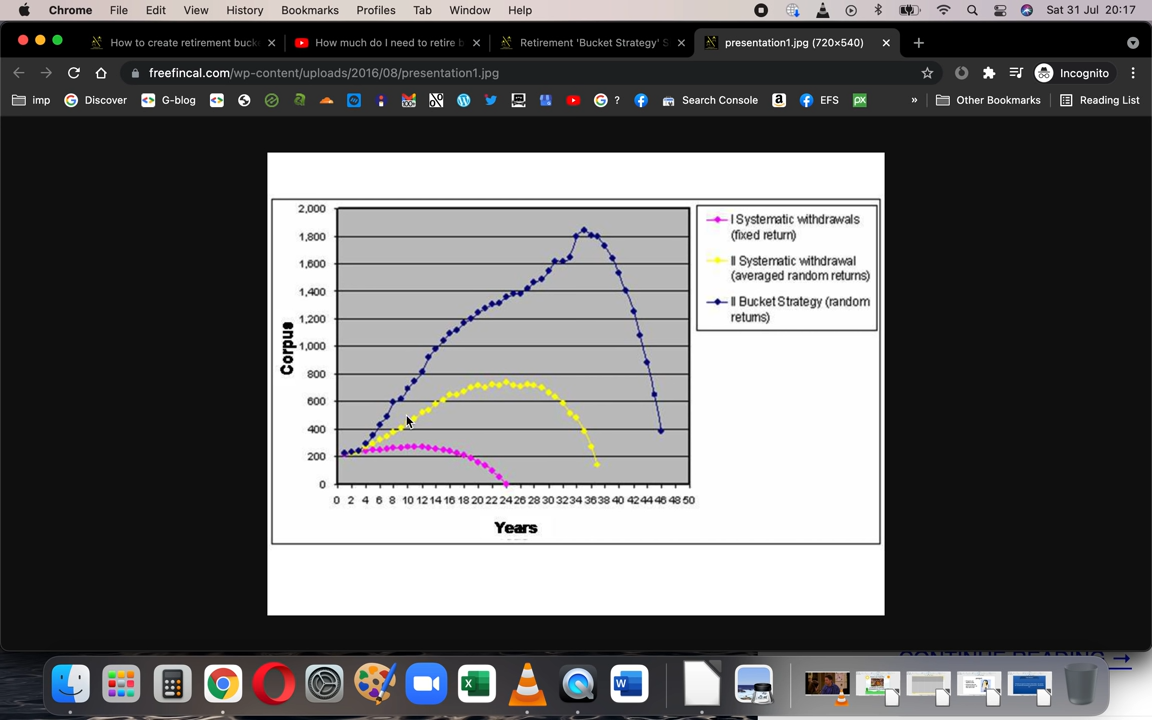 Chrome File Edit View History Bookmarks Profiles Tab Window Help Sat 31 Jul 20:17
How to create retirement buck
How much do I need to retire b
Retirement 'Bucket Strategy' S
presentation1.jpg (720×540)
freefincal.com/wp-content/uploads/2016/08/presentation1.jpg
Incognito
imp Discover G-blog ? Search Console EFS » Other Bookmarks Reading List
2,000
1,800
1,600
1,400
1,200
1,000
800
600
400
200
0
Corpus
0 2 4 6 8 10 12 14 16 18 20 22 24 26 28 30 32 34 36 38 40 42 44 46 48 50
Years
I Systematic withdrawals
(fixed return)
II Systematic withdrawal
(averaged random returns)
II Bucket Strategy (random
returns)
CONTINUE READING →